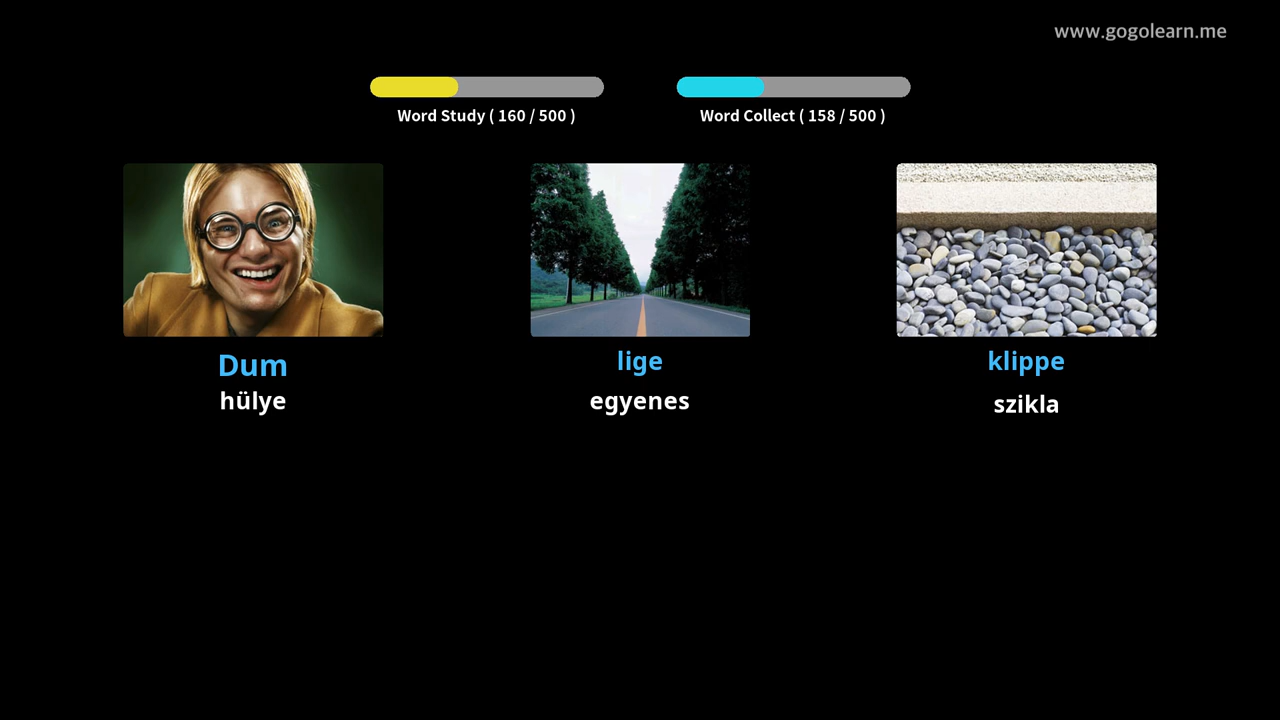 www.gogolearn.me
Word Study ( 160 / 500 )
Word Collect ( 158 / 500 )
Dum
hülye
lige
egyenes
klippe
szikla